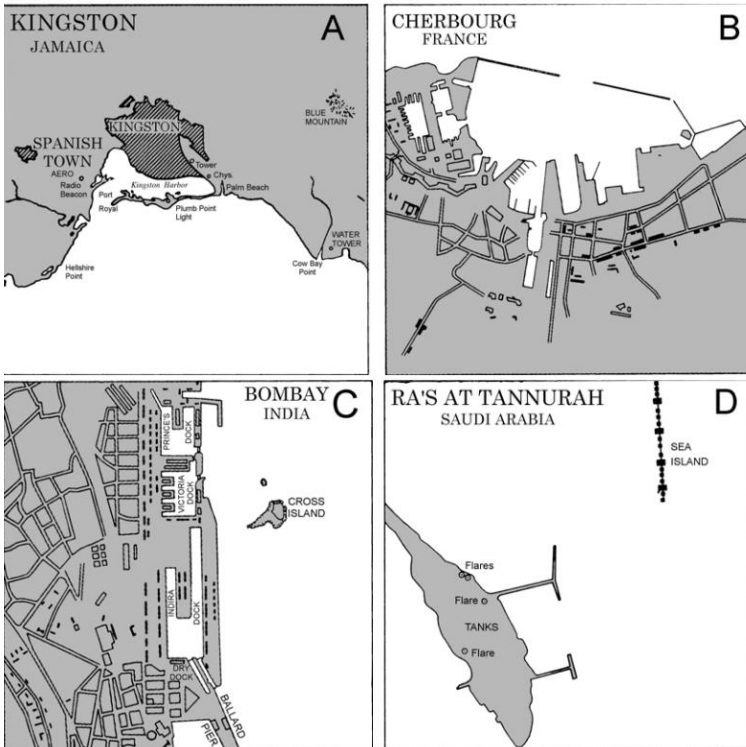 KINGSTON
JAMAICA
A
KINGSTON
BLUE
MOUNTAIN
SPANISH
TOWN
AERO
Radio
Beacon
Tower
Chys.
Kingston Harbor
Palm Beach
Port
Royal
Plumb Point
Light
WATER
TOWER
Cow Bay
Point
Hellshire
Point
CHERBOURG
FRANCE
B
BOMBAY
INDIA
C
PRINCE'S
DOCK
VICTORIA
DOCK
CROSS
ISLAND
INDIRA
DOCK
DRY
DOCK
BALLARD
PIER
RA'S AT TANNURAH
SAUDI ARABIA
D
SEA
ISLAND
Flares
Flare
TANKS
Flare